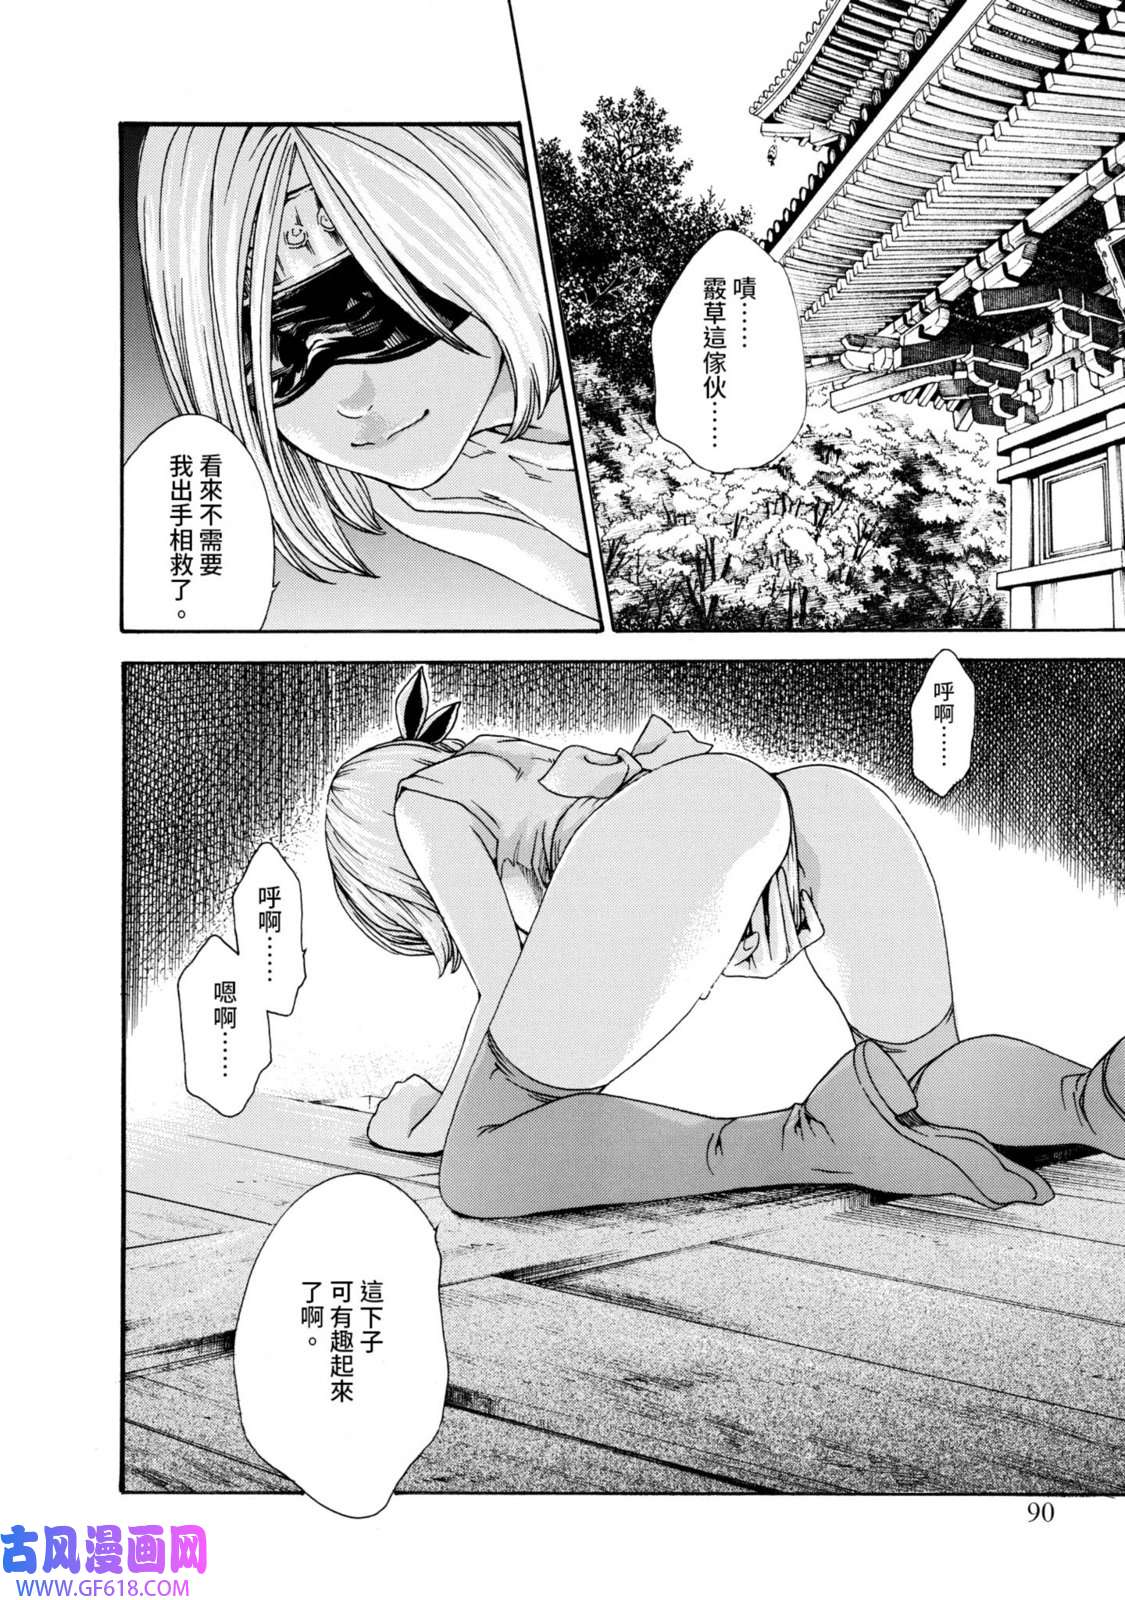 嘖……
霞草這傢伙……
看來不需要
我出手相救了。
呼啊……
呼啊……
嗯啊……
這下子
可有趣起來
了啊。
90
古风漫画网
WWW.GF618.COM